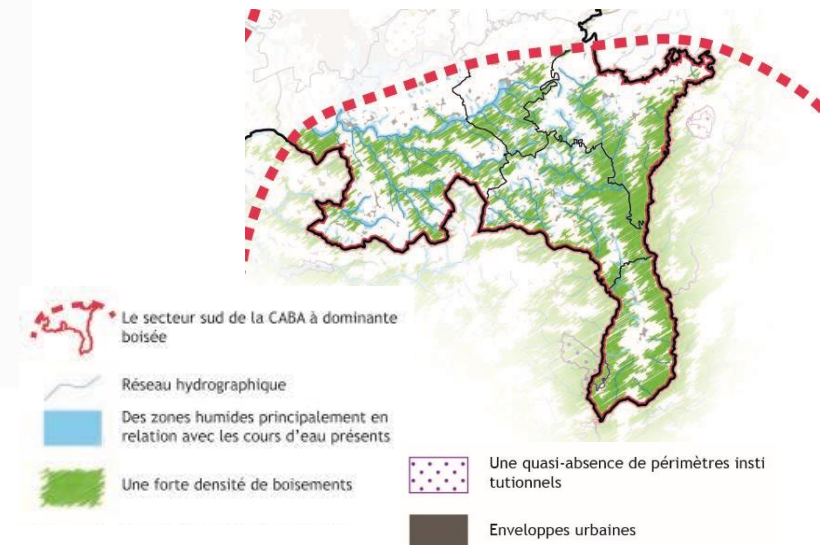 Le secteur sud de la CABA à dominante
boisée
Réseau hydrographique
Des zones humides principalement en
relation avec les cours d'eau présents
Une forte densité de boisements
Une quasi-absence de périmètres insti
tutionnels
Enveloppes urbaines